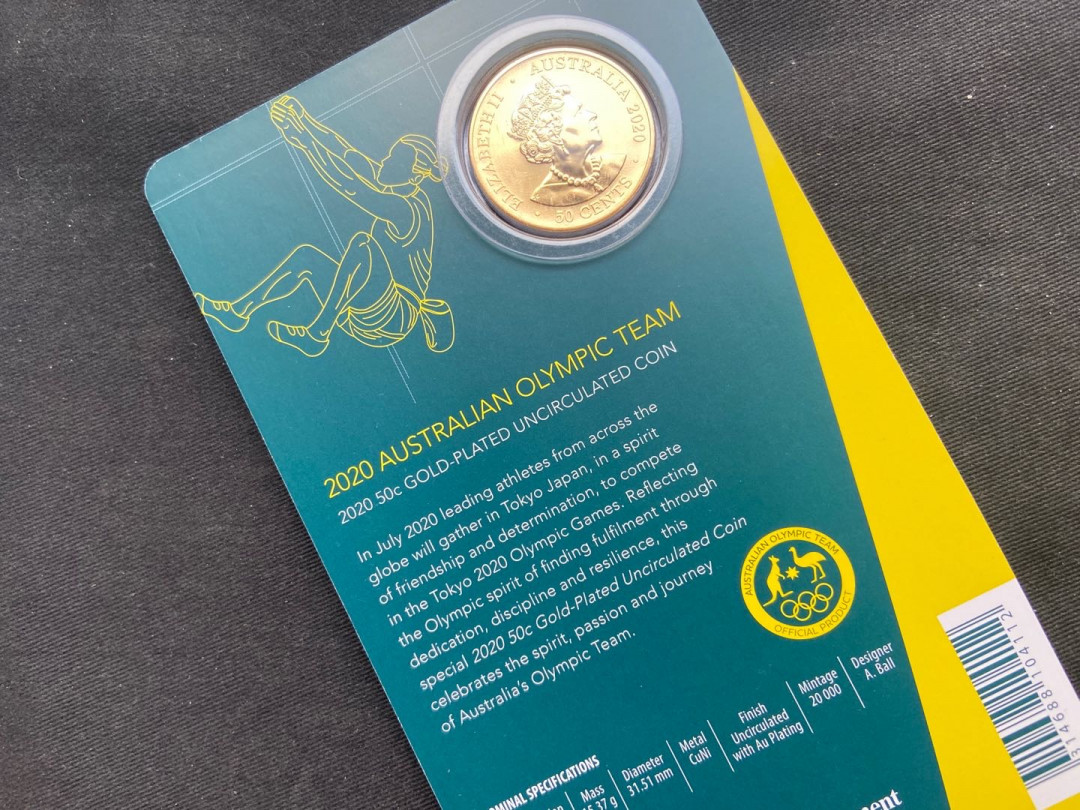 ELIZABETH II • AUSTRALIA 2020
• 50 CENTS
2020 AUSTRALIAN OLYMPIC TEAM
2020 50c GOLD-PLATED UNCIRCULATED COIN
In July 2020 leading athletes from across the
globe will gather in Tokyo Japan, in a spirit
of friendship and determination, to compete
in the Tokyo 2020 Olympic Games. Reflecting
the Olympic spirit of finding fulfilment through
dedication, discipline and resilience, this
special 2020 50c Gold-Plated Uncirculated Coin
celebrates the spirit, passion and journey
of Australia's Olympic Team.
AUSTRALIAN OLYMPIC TEAM
OFFICIAL PRODUCT
SPECIFICATIONS
Mass
Diameter
31.51 mm
Metal
CuNi
Finish
Uncirculated
with Au Plating
Mintage
20 000
Designer
A. Ball